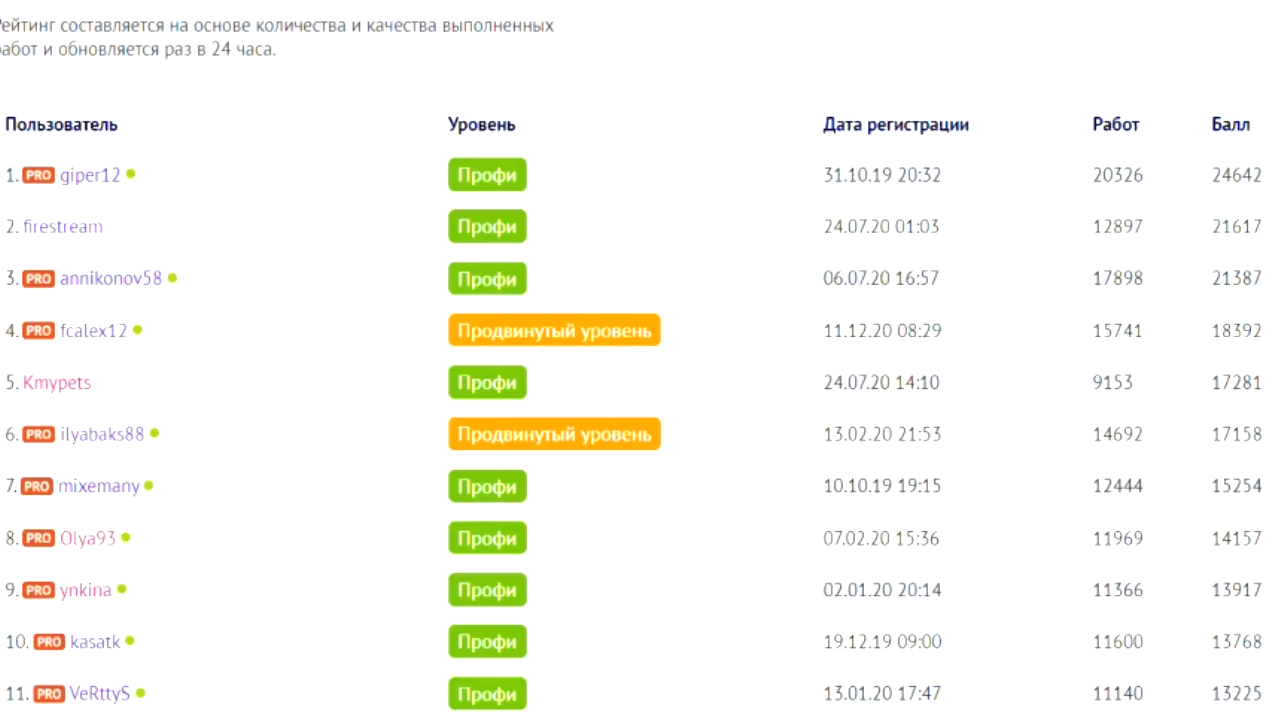 Рейтинг составляется на основе количества и качества выполненных
работ и обновляется раз в 24 часа.
Пользователь Уровень Дата регистрации Работ Балл
1. PRO giper12 Профи 31.10.19 20:32 20326 24642
2. firestream Профи 24.07.20 01:03 12897 21617
3. PRO annikonov58 Профи 06.07.20 16:57 17898 21387
4. PRO fcalex12 Продвинутый уровень 11.12.20 08:29 15741 18392
5. Kmypets Профи 24.07.20 14:10 9153 17281
6. PRO ilyabaks88 Продвинутый уровень 13.02.20 21:53 14692 17158
7. PRO mixemany Профи 10.10.19 19:15 12444 15254
8. PRO Olya93 Профи 07.02.20 15:36 11969 14157
9. PRO ynkina Профи 02.01.20 20:14 11366 13917
10. PRO kasatk Профи 19.12.19 09:00 11600 13768
11. PRO VeRttyS Профи 13.01.20 17:47 11140 13225